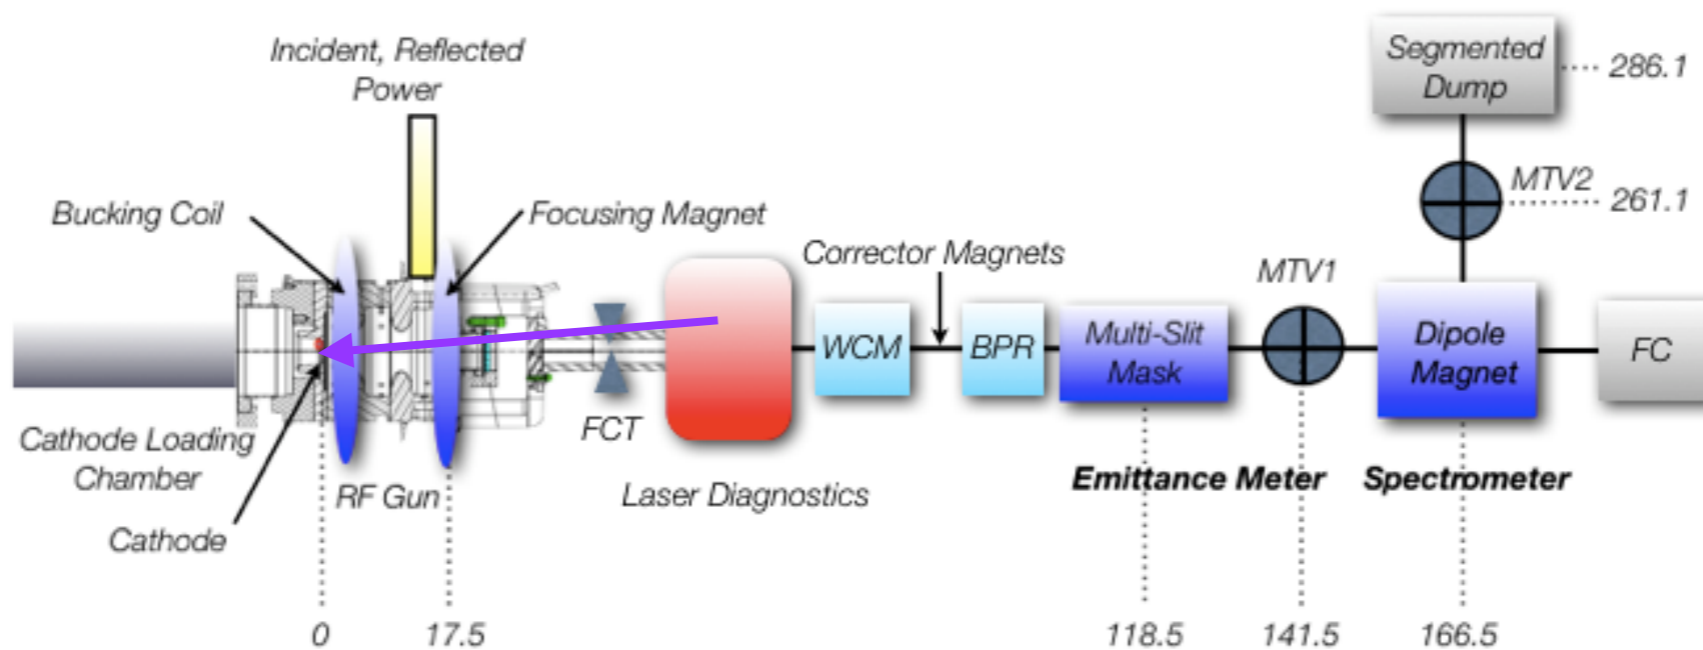 Incident, Reflected
Power
Segmented
Dump
286.1
MTV2
261.1
Bucking Coil
Focusing Magnet
Corrector Magnets
MTV1
WCM
BPR
Multi-Slit
Mask
Dipole
Magnet
FC
FCT
Cathode Loading
Chamber
RF Gun
Laser Diagnostics
Emittance Meter
Spectrometer
Cathode
0
17.5
118.5
141.5
166.5